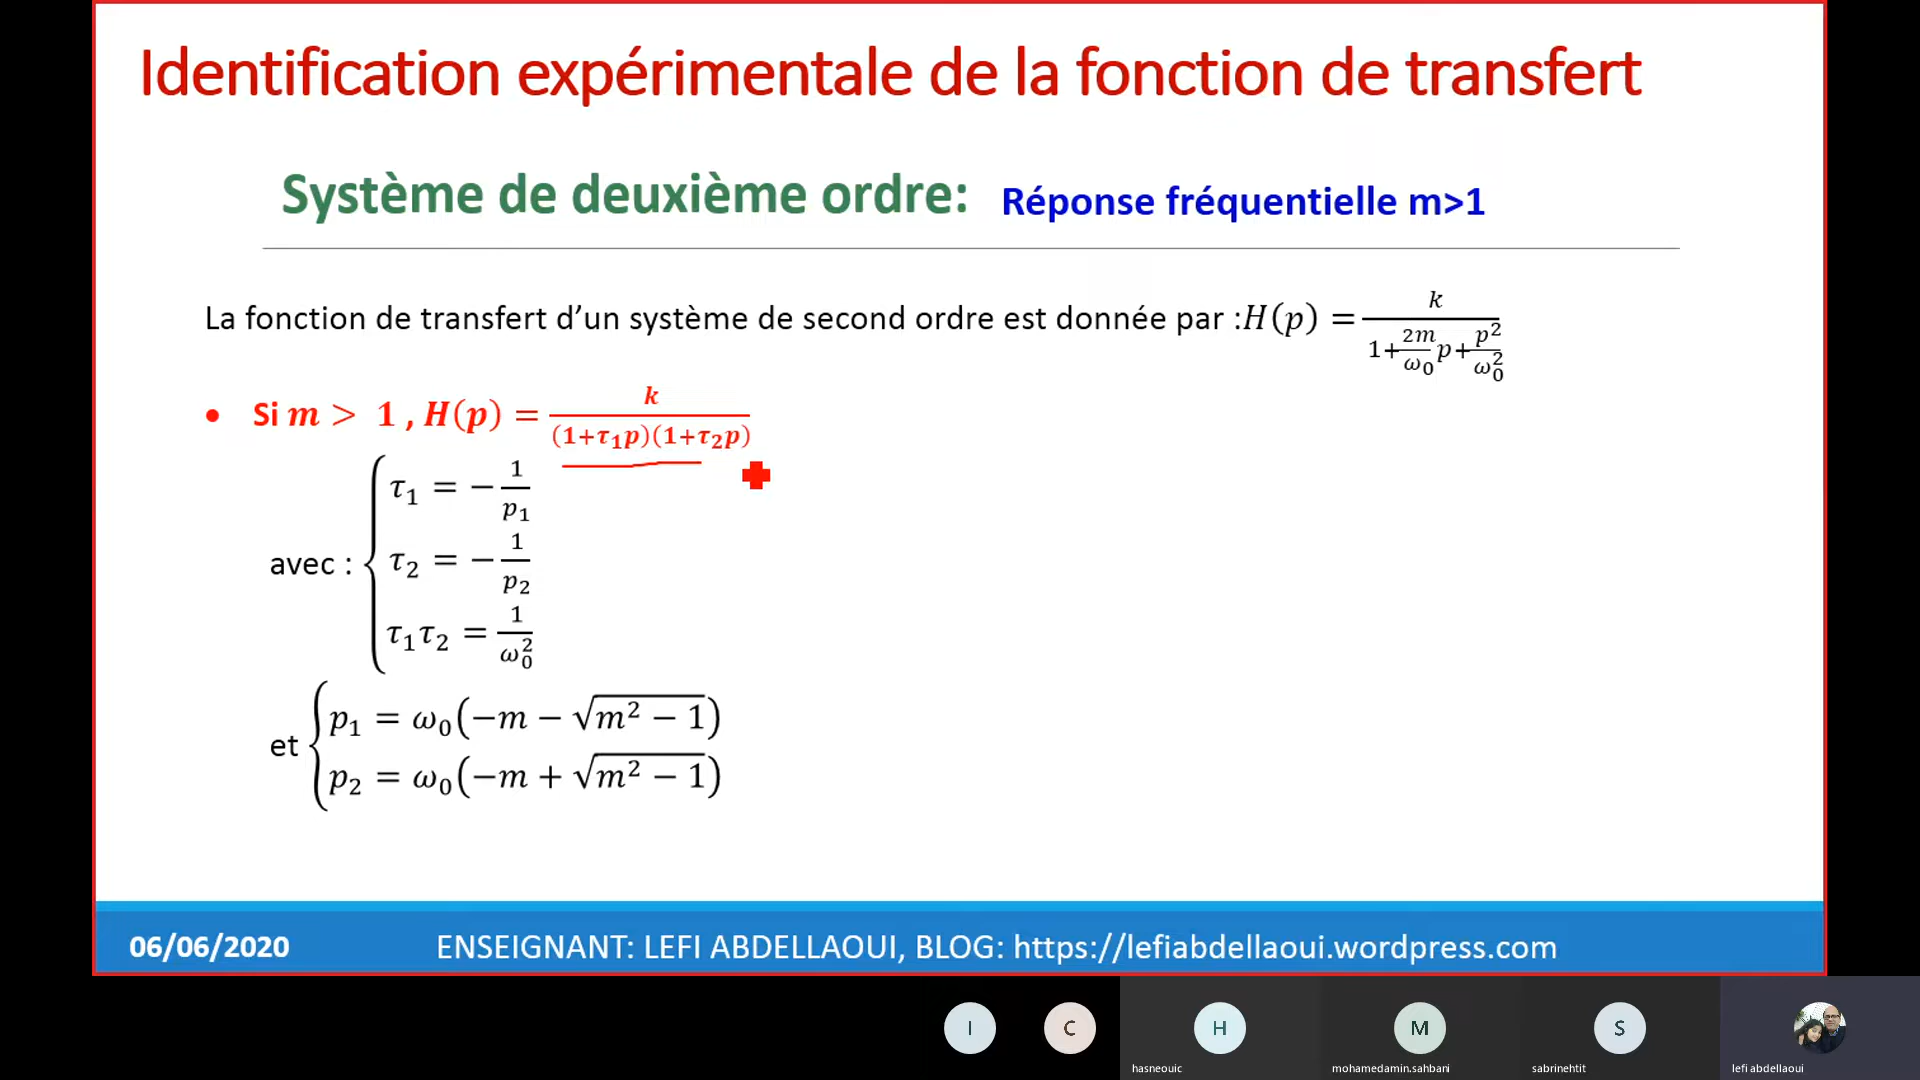 Identification expérimentale de la fonction de transfert
Système de deuxième ordre: Réponse fréquentielle m>1
La fonction de transfert d’un système de second ordre est donnée par :H(p) = k / (1+(2m/ω₀)p+p²/ω₀²)
• Si m > 1 , H(p) = k / ((1+τ₁p)(1+τ₂p))
avec : { τ₁ = −1/p₁
τ₂ = −1/p₂
τ₁τ₂ = 1/ω₀²
et { p₁ = ω₀(−m − √(m² − 1))
p₂ = ω₀(−m + √(m² − 1))
06/06/2020 ENSEIGNANT: LEFI ABDELLAOUI, BLOG: https://lefiabdellaoui.wordpress.com
I C H M S
hasneouic mohamedamin.sahbani sabrinehtit lefi abdellaoui